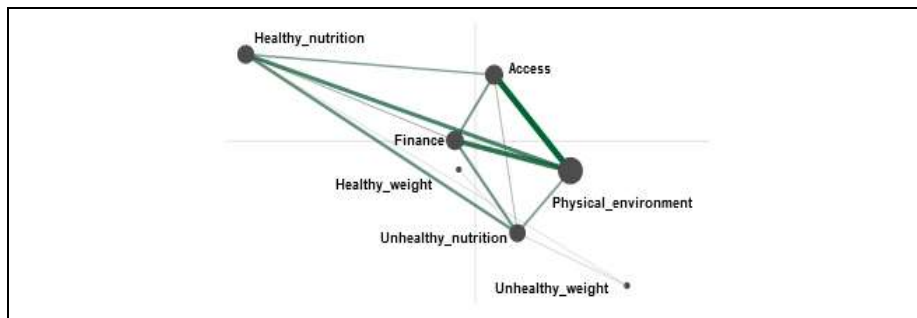 Healthy_nutrition
Access
Finance
Healthy_weight
Physical_environment
Unhealthy_nutrition
Unhealthy_weight